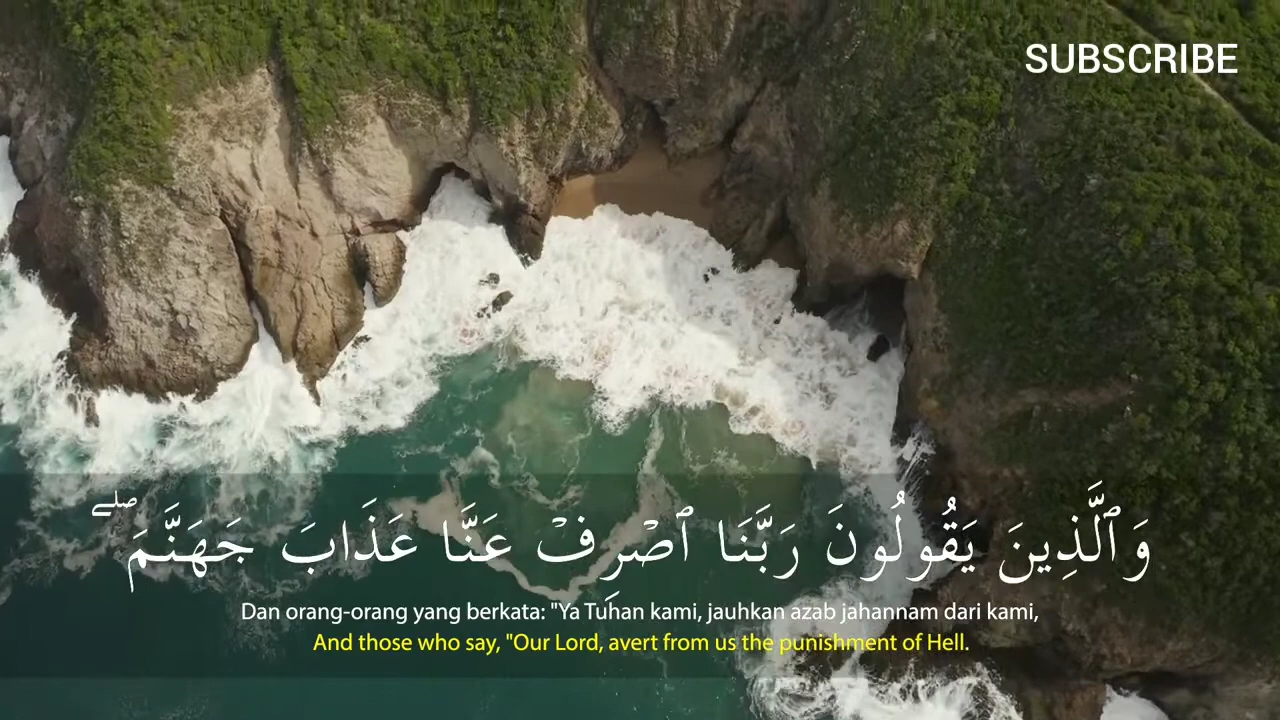 SUBSCRIBE
وَٱلَّذِينَ يَقُولُونَ رَبَّنَا ٱصْرِفْ عَنَّا عَذَابَ جَهَنَّمَ ۖ
Dan orang-orang yang berkata: "Ya Tuhan kami, jauhkan azab jahannam dari kami,
And those who say, "Our Lord, avert from us the punishment of Hell.